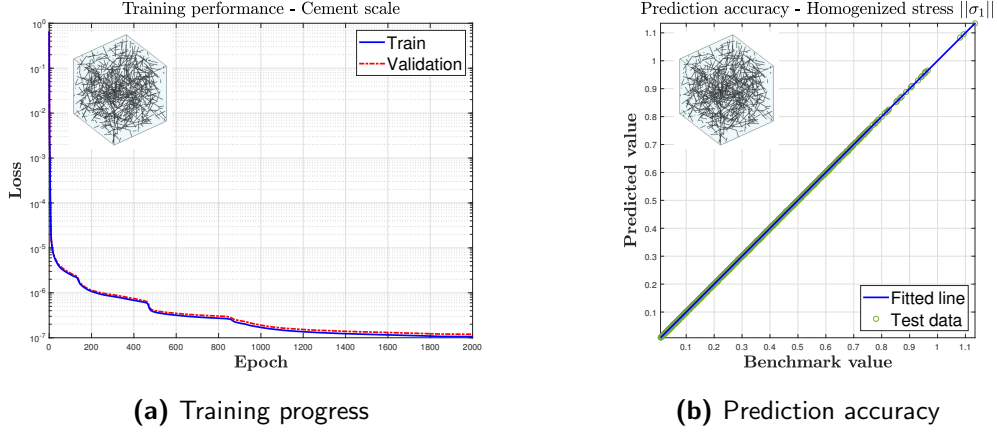 Training performance - Cement scale
10^0
10^-1
10^-2
10^-3
10^-4
10^-5
10^-6
10^-7
Loss
Train
Validation
0 200 400 600 800 1000 1200 1400 1600 1800 2000
Epoch
(a) Training progress
Prediction accuracy - Homogenized stress ||σ₁||
1.1
1
0.9
0.8
0.7
0.6
0.5
0.4
0.3
0.2
0.1
Predicted value
Fitted line
Test data
0.1 0.2 0.3 0.4 0.5 0.6 0.7 0.8 0.9 1 1.1
Benchmark value
(b) Prediction accuracy